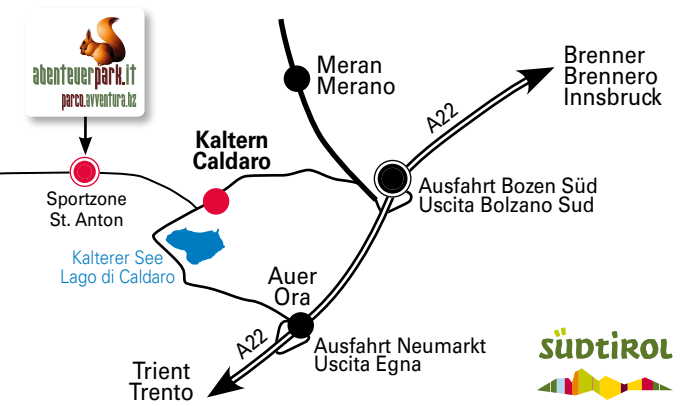 abenteuerpark.it
parco.avventura.bz
Meran
Merano
Brenner
Brennero
Innsbruck
A22
Kaltern
Caldaro
Sportzone
St. Anton
Ausfahrt Bozen Süd
Uscita Bolzano Sud
Kalterer See
Lago di Caldaro
Auer
Ora
A22
Ausfahrt Neumarkt
Uscita Egna
Trient
Trento
SÜDTIROL